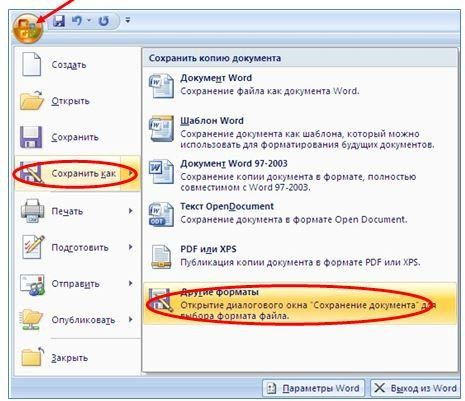 Создать
Открыть
Сохранить
Сохранить как
Печать
Подготовить
Отправить
Опубликовать
Закрыть
Сохранить копию документа
Документ Word
Сохранение файла как документа Word.
Шаблон Word
Сохранение документа как шаблона, который можно
использовать для форматирования будущих документов.
Документ Word 97-2003
Сохранение копии документа в формате, полностью
совместимом с Word 97-2003.
Текст OpenDocument
Сохранение документа в формате Open Document.
PDF или XPS
Публикация копии документа в формате PDF или XPS.
Другие форматы
Открытие диалогового окна "Сохранение документа" для
выбора формата файла.
Параметры Word
Выход из Word